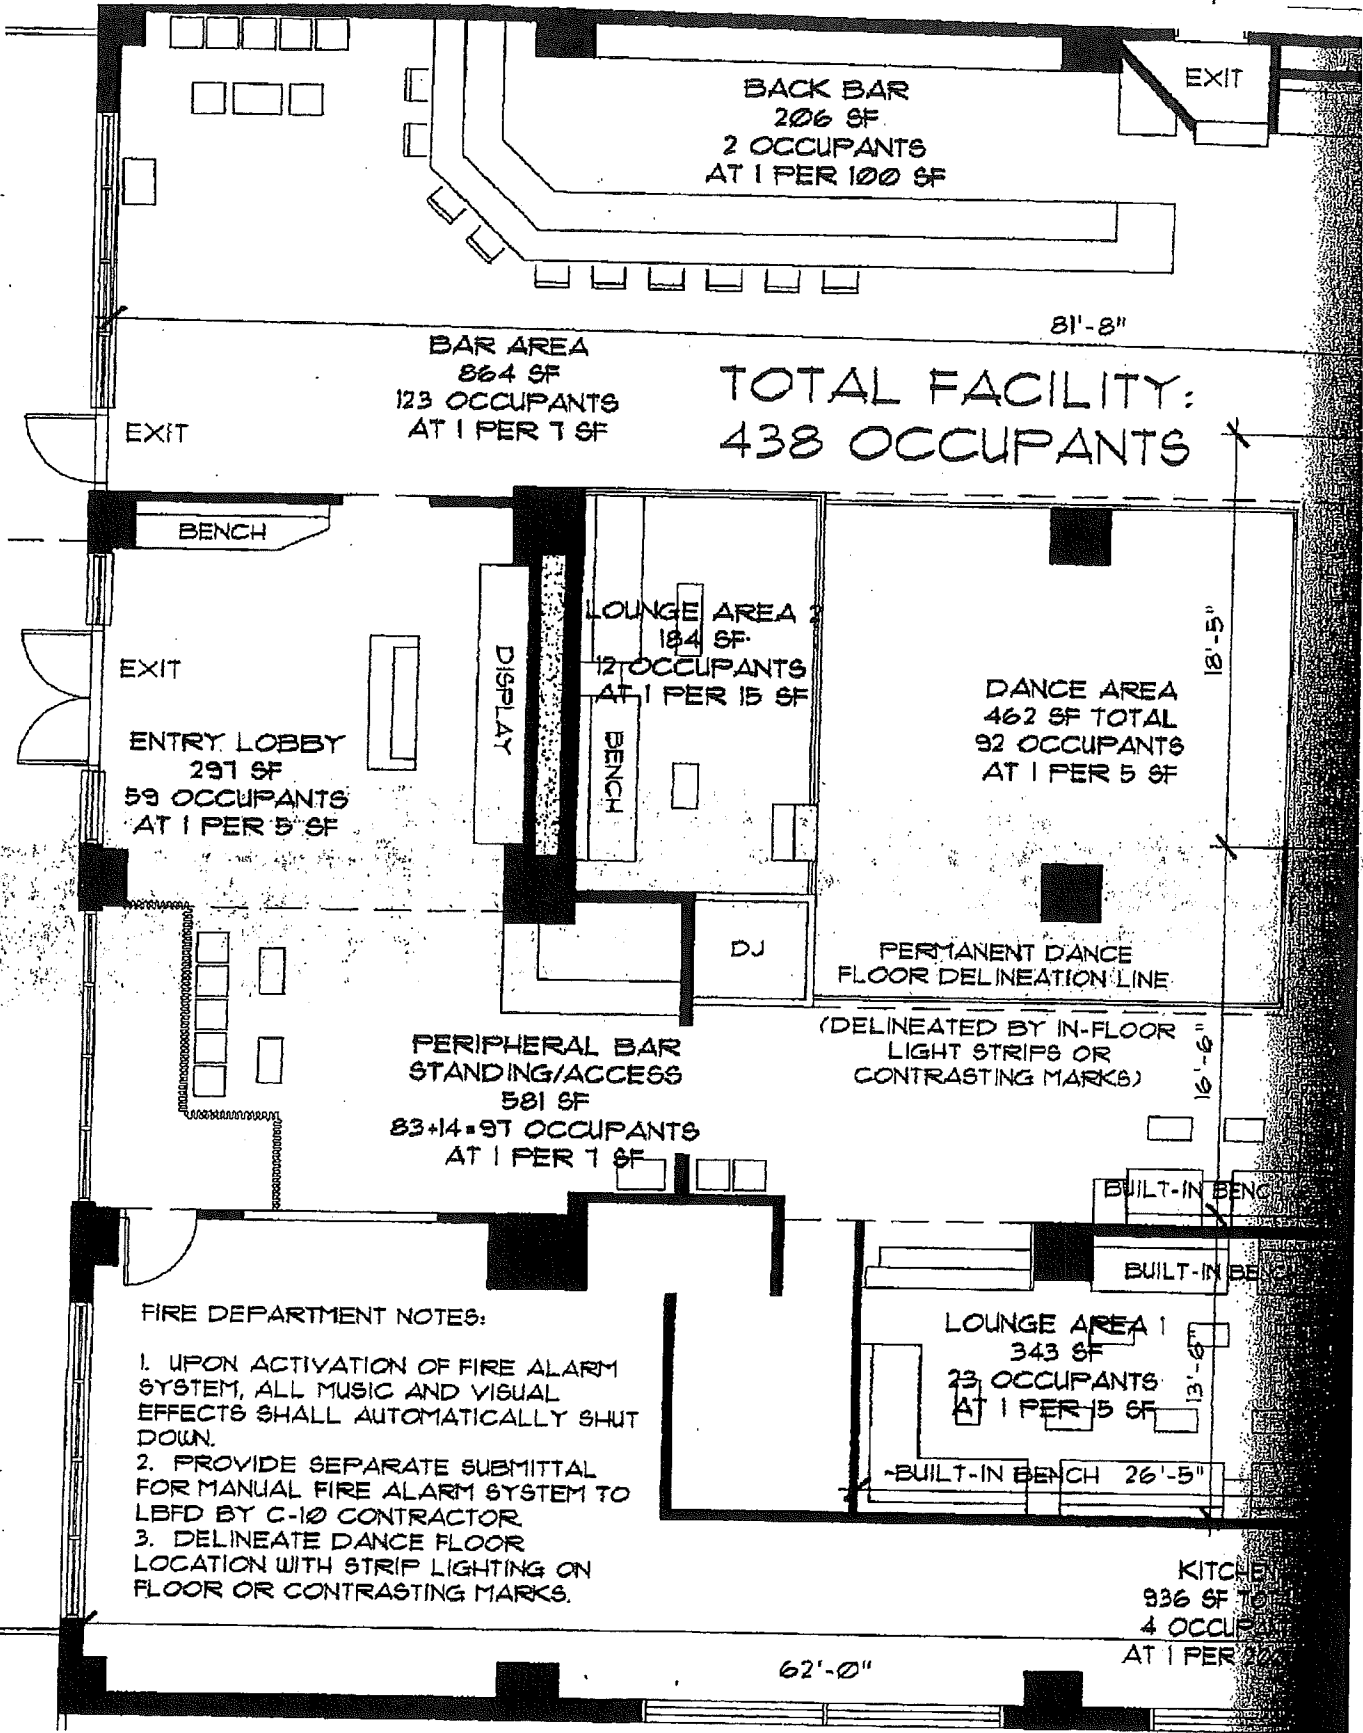 EXIT
BACK BAR
206 SF
2 OCCUPANTS
AT 1 PER 100 SF
81'-8"
BAR AREA
864 SF
123 OCCUPANTS
AT 1 PER 7 SF
TOTAL FACILITY:
438 OCCUPANTS
EXIT
BENCH
LOUNGE AREA 2
184 SF
12 OCCUPANTS
AT 1 PER 15 SF
18'-5"
EXIT
DISPLAY
DANCE AREA
462 SF TOTAL
92 OCCUPANTS
AT 1 PER 5 SF
ENTRY LOBBY
297 SF
59 OCCUPANTS
AT 1 PER 5 SF
BENCH
DJ
PERMANENT DANCE
FLOOR DELINEATION LINE
(DELINEATED BY IN-FLOOR
LIGHT STRIPS OR
CONTRASTING MARKS)
16'-6"
PERIPHERAL BAR
STANDING/ACCESS
581 SF
83+14=97 OCCUPANTS
AT 1 PER 7 SF
BUILT-IN BENC
BUILT-IN BENC
LOUNGE AREA 1
343 SF
23 OCCUPANTS
AT 1 PER 15 SF
13'-6"
BUILT-IN BENCH 26'-5"
FIRE DEPARTMENT NOTES:
1. UPON ACTIVATION OF FIRE ALARM
SYSTEM, ALL MUSIC AND VISUAL
EFFECTS SHALL AUTOMATICALLY SHUT
DOWN.
2. PROVIDE SEPARATE SUBMITTAL
FOR MANUAL FIRE ALARM SYSTEM TO
LBFD BY C-10 CONTRACTOR
3. DELINEATE DANCE FLOOR
LOCATION WITH STRIP LIGHTING ON
FLOOR OR CONTRASTING MARKS.
KITCHEN
936 SF
4
AT 1 PER
62'-0"